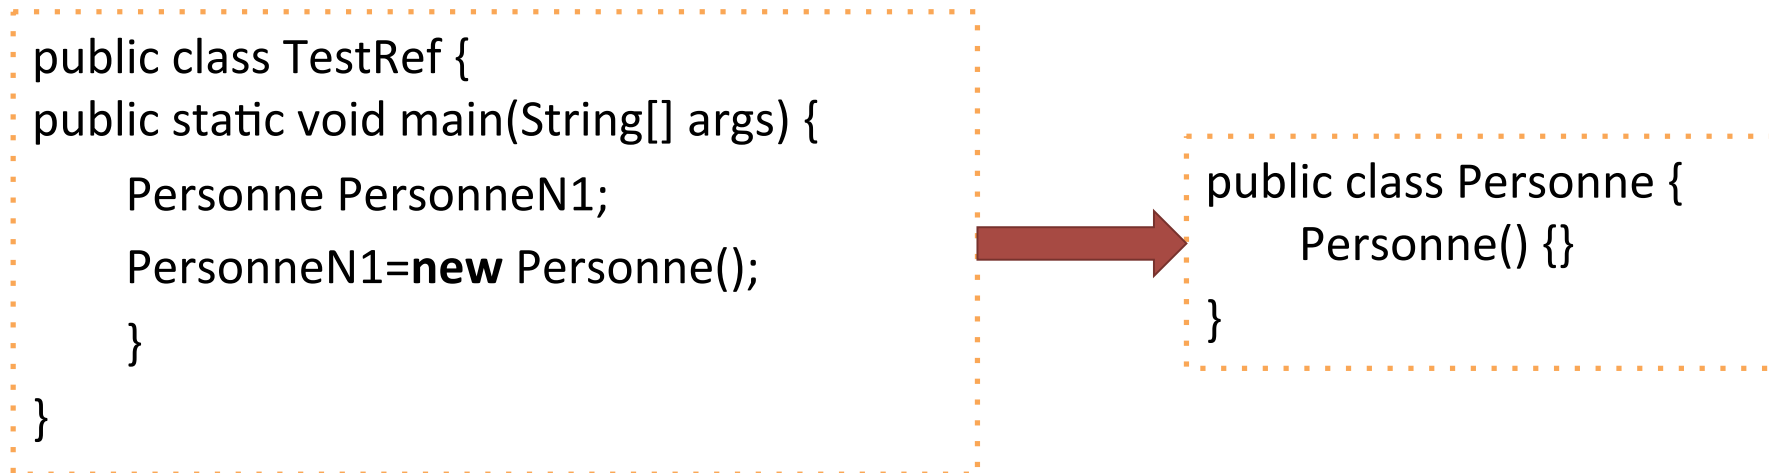 public class TestRef {
public static void main(String[] args) {
Personne PersonneN1;
PersonneN1=new Personne();
}
}
public class Personne {
Personne() {}
}